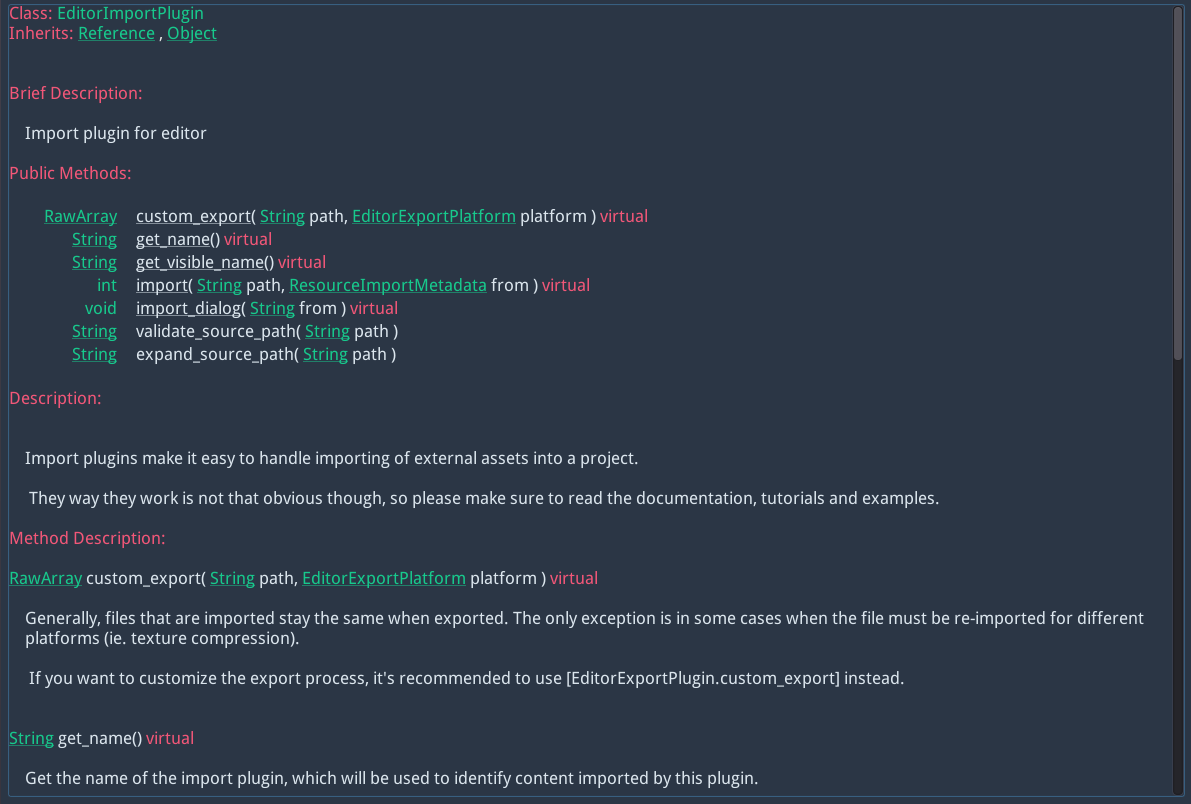 Class: EditorImportPlugin
Inherits: Reference , Object
Brief Description:
Import plugin for editor
Public Methods:
RawArray custom_export( String path, EditorExportPlatform platform ) virtual
String get_name() virtual
String get_visible_name() virtual
int import( String path, ResourceImportMetadata from ) virtual
void import_dialog( String from ) virtual
String validate_source_path( String path )
String expand_source_path( String path )
Description:
Import plugins make it easy to handle importing of external assets into a project.
They way they work is not that obvious though, so please make sure to read the documentation, tutorials and examples.
Method Description:
RawArray custom_export( String path, EditorExportPlatform platform ) virtual
Generally, files that are imported stay the same when exported. The only exception is in some cases when the file must be re-imported for different
platforms (ie. texture compression).
If you want to customize the export process, it's recommended to use [EditorExportPlugin.custom_export] instead.
String get_name() virtual
Get the name of the import plugin, which will be used to identify content imported by this plugin.